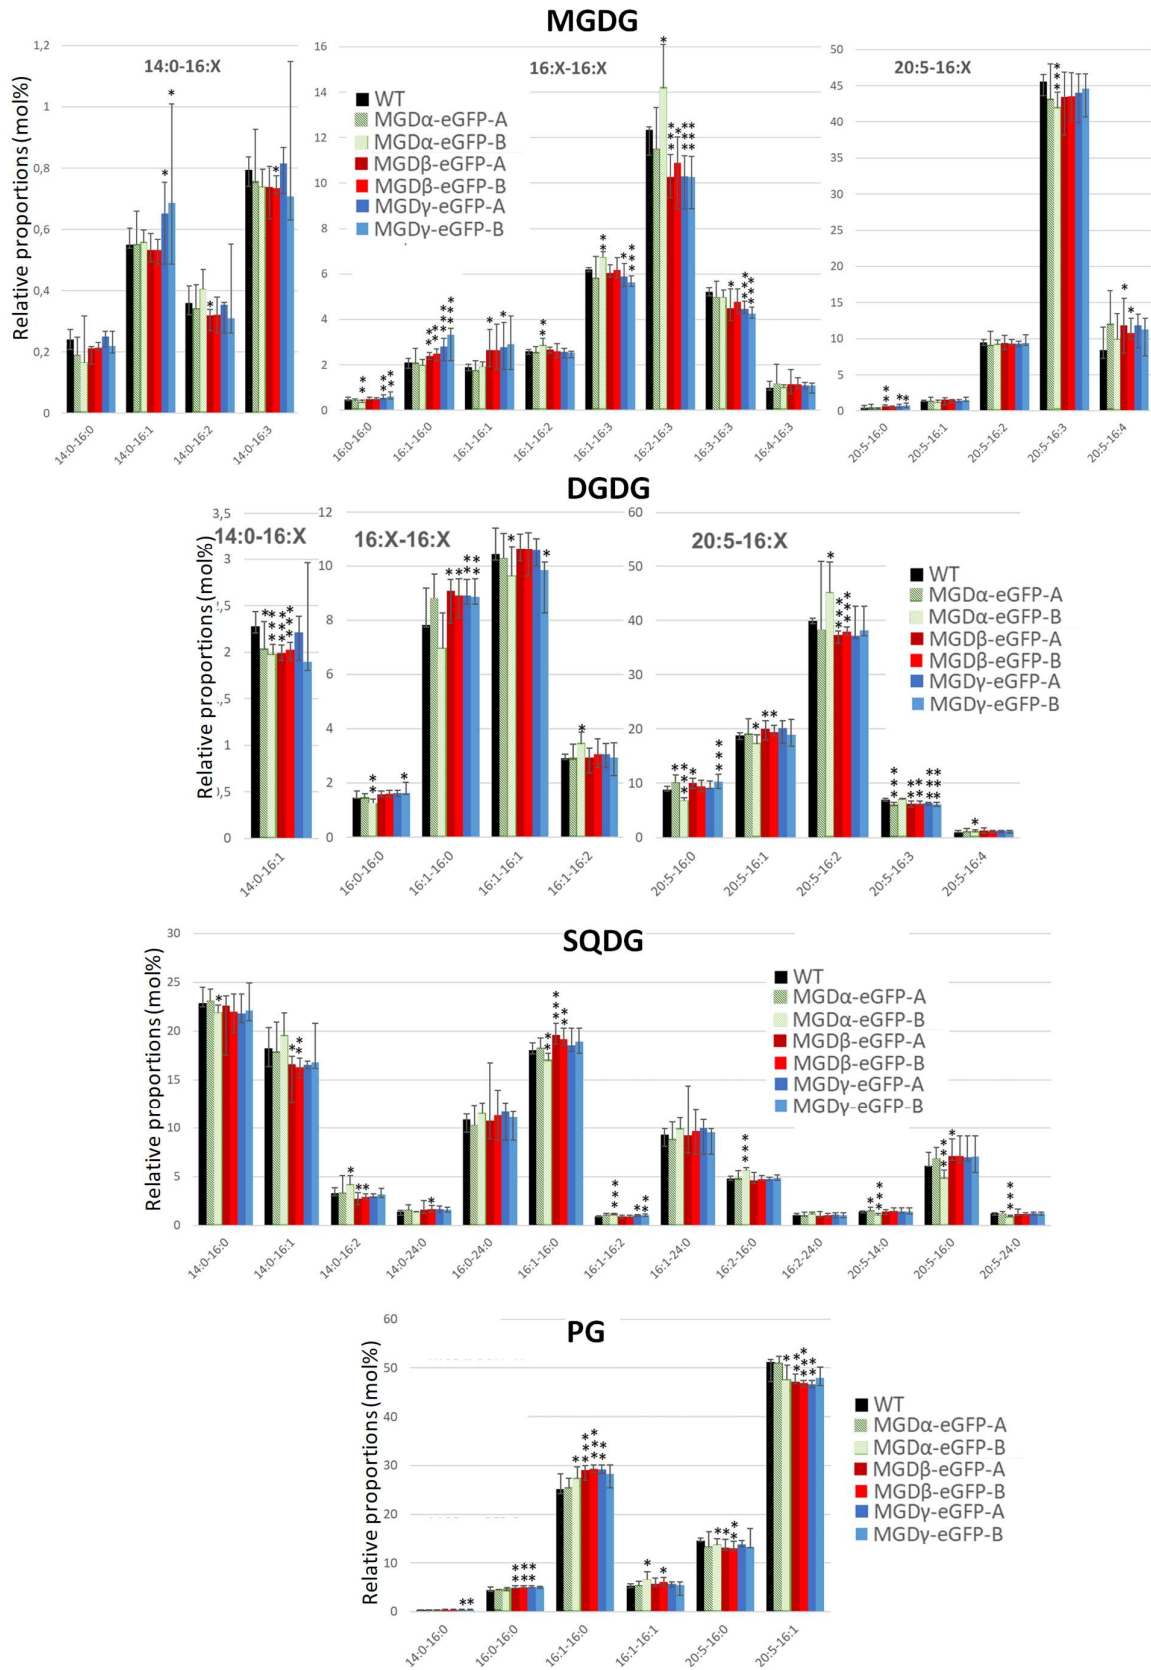 MGDG
Relative proportions (mol%)
1,2
1
0,8
0,6
0,4
0,2
0
14:0-16:X
14:0-16:0
14:0-16:1
14:0-16:2
14:0-16:3
16
14
12
10
8
6
4
2
0
16:X-16:X
WT
MGDα-eGFP-A
MGDα-eGFP-B
MGDβ-eGFP-A
MGDβ-eGFP-B
MGDγ-eGFP-A
MGDγ-eGFP-B
16:0-16:0
16:1-16:0
16:1-16:1
16:1-16:2
16:1-16:3
16:2-16:3
16:3-16:3
16:4-16:3
50
45
40
35
30
25
20
15
10
5
0
20:5-16:X
20:5-16:0
20:5-16:1
20:5-16:2
20:5-16:3
20:5-16:4
DGDG
Relative proportions (mol%)
3,5
3
2
1
0
14:0-16:X
14:0-16:1
12
10
8
6
4
2
0
16:X-16:X
16:0-16:0
16:1-16:0
16:1-16:1
16:1-16:2
60
50
40
30
20
10
0
20:5-16:X
20:5-16:0
20:5-16:1
20:5-16:2
20:5-16:3
20:5-16:4
WT
MGDα-eGFP-A
MGDα-eGFP-B
MGDβ-eGFP-A
MGDβ-eGFP-B
MGDγ-eGFP-A
MGDγ-eGFP-B
SQDG
Relative proportions (mol%)
30
25
20
15
10
5
0
WT
MGDα-eGFP-A
MGDα-eGFP-B
MGDβ-eGFP-A
MGDβ-eGFP-B
MGDγ-eGFP-A
MGDγ-eGFP-B
14:0-16:0
14:0-16:1
14:0-16:2
14:0-24:0
16:0-24:0
16:1-16:0
16:1-16:2
16:1-24:0
16:2-16:0
16:2-24:0
20:5-14:0
20:5-16:0
20:5-24:0
PG
Relative proportions (mol%)
60
50
40
30
20
10
0
14:0-16:0
16:0-16:0
16:1-16:0
16:1-16:1
20:5-16:0
20:5-16:1
WT
MGDα-eGFP-A
MGDα-eGFP-B
MGDβ-eGFP-A
MGDβ-eGFP-B
MGDγ-eGFP-A
MGDγ-eGFP-B